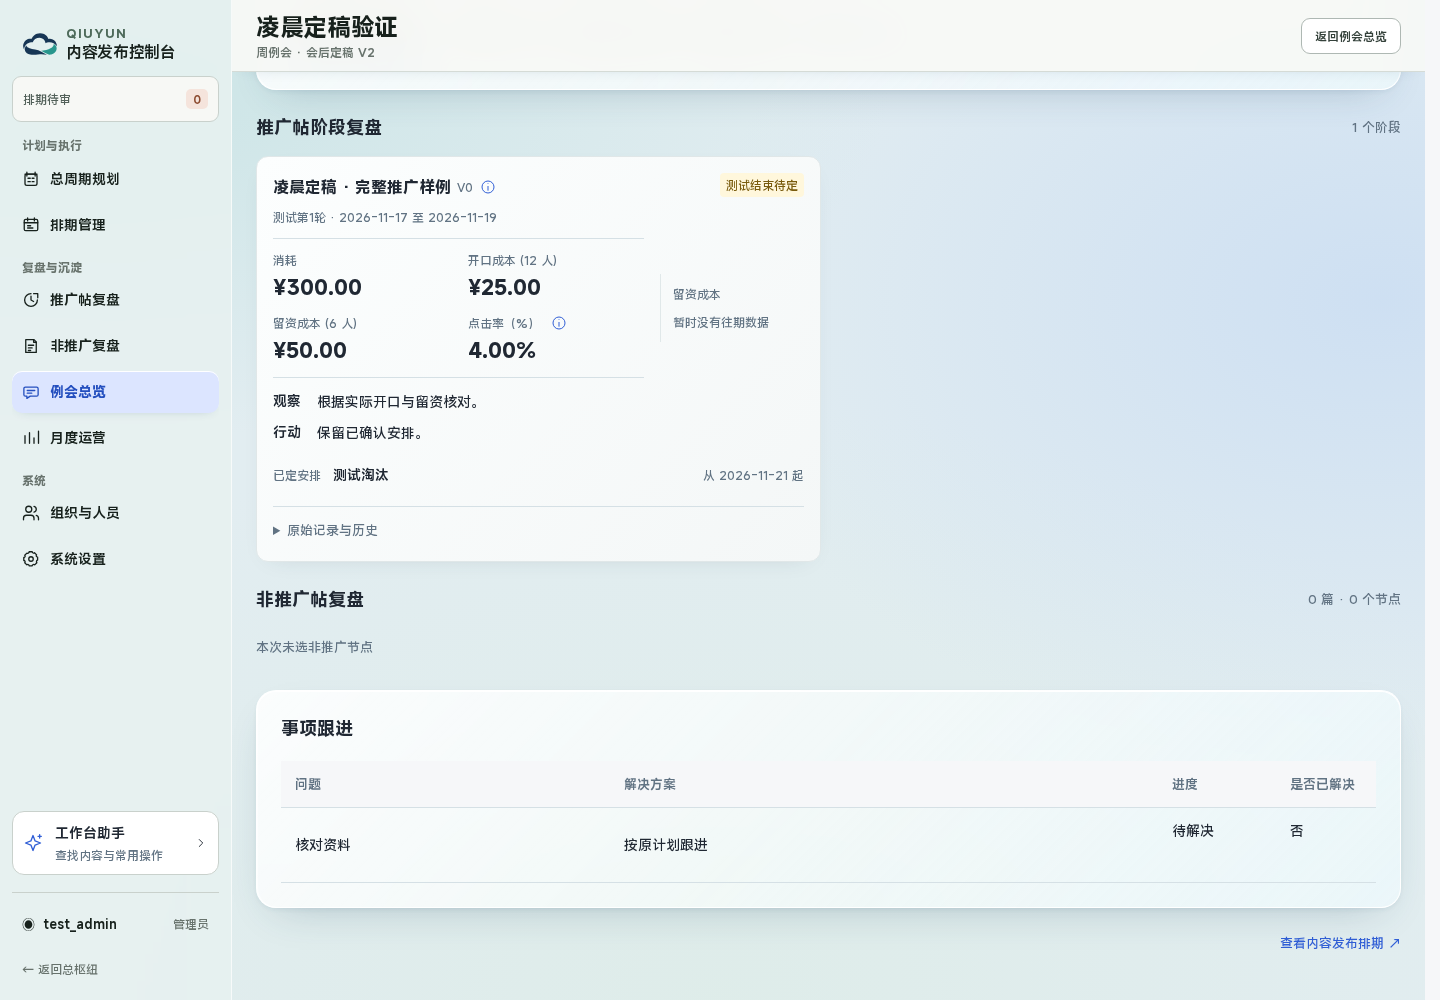 QIUYUN
内容发布控制台
排期待审 0
计划与执行
总周期规划
排期管理
复盘与沉淀
推广帖复盘
非推广复盘
例会总览
月度运营
系统
组织与人员
系统设置
工作台助手
查找内容与常用操作
test_admin 管理员
← 返回总枢纽
凌晨定稿验证
周例会 · 会后定稿 V2
返回例会总览
推广帖阶段复盘 1 个阶段
凌晨定稿 · 完整推广样例 V0 测试结束待定
测试第1轮 · 2026-11-17 至 2026-11-19
消耗 开口成本 (12 人)
¥300.00 ¥25.00
留资成本 (6 人) 点击率（%）
¥50.00 4.00%
留资成本
暂时没有往期数据
观察 根据实际开口与留资核对。
行动 保留已确认安排。
已定安排 测试淘汰 从 2026-11-21 起
▶ 原始记录与历史
非推广帖复盘 0 篇 · 0 个节点
本次未选非推广节点
事项跟进
问题 解决方案 进度 是否已解决
核对资料 按原计划跟进 待解决 否
查看内容发布排期 ↗